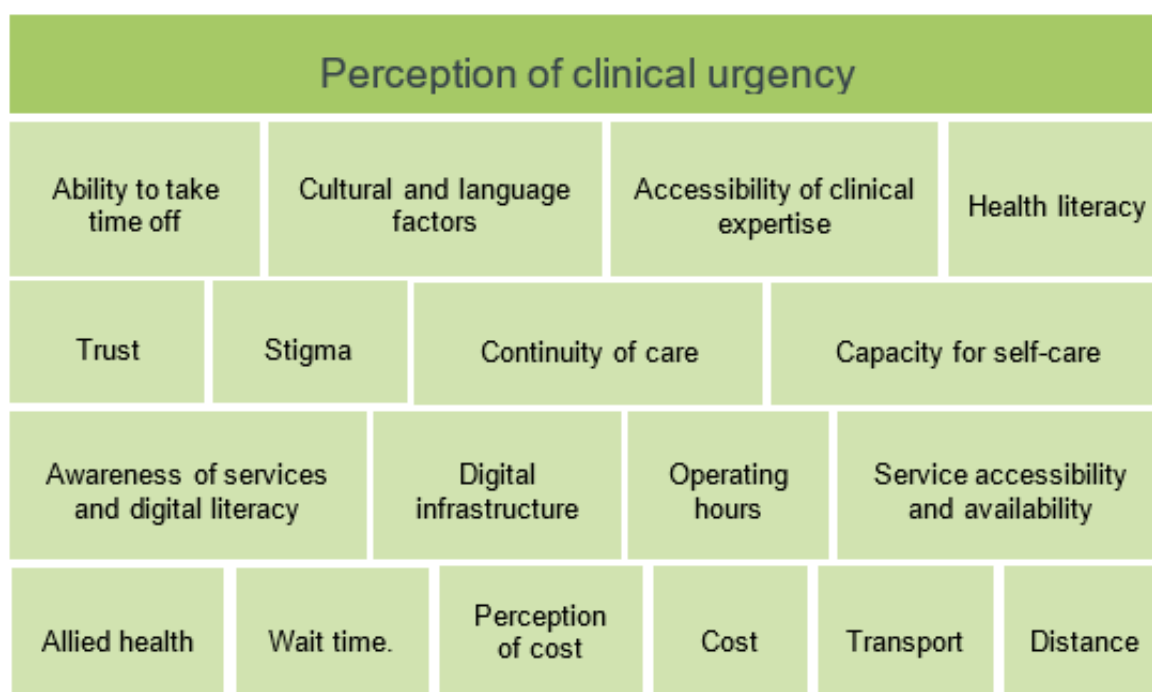 Perception of clinical urgency
Ability to take
time off
Cultural and language
factors
Accessibility of clinical
expertise
Health literacy
Trust
Stigma
Continuity of care
Capacity for self-care
Awareness of services
and digital literacy
Digital
infrastructure
Operating
hours
Service accessibility
and availability
Allied health
Wait time.
Perception
of cost
Cost
Transport
Distance